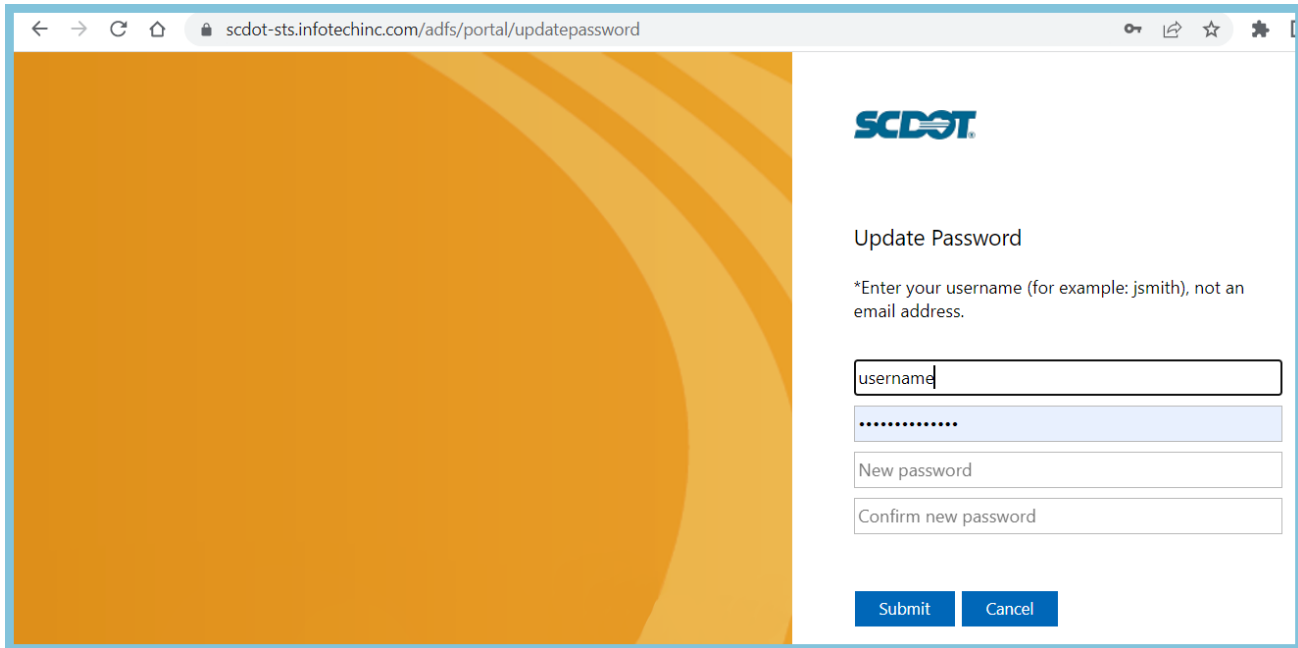 scdot-sts.infotechinc.com/adfs/portal/updatepassword
SCDOT®
Update Password
*Enter your username (for example: jsmith), not an
email address.
username
••••••••••••••
New password
Confirm new password
Submit Cancel